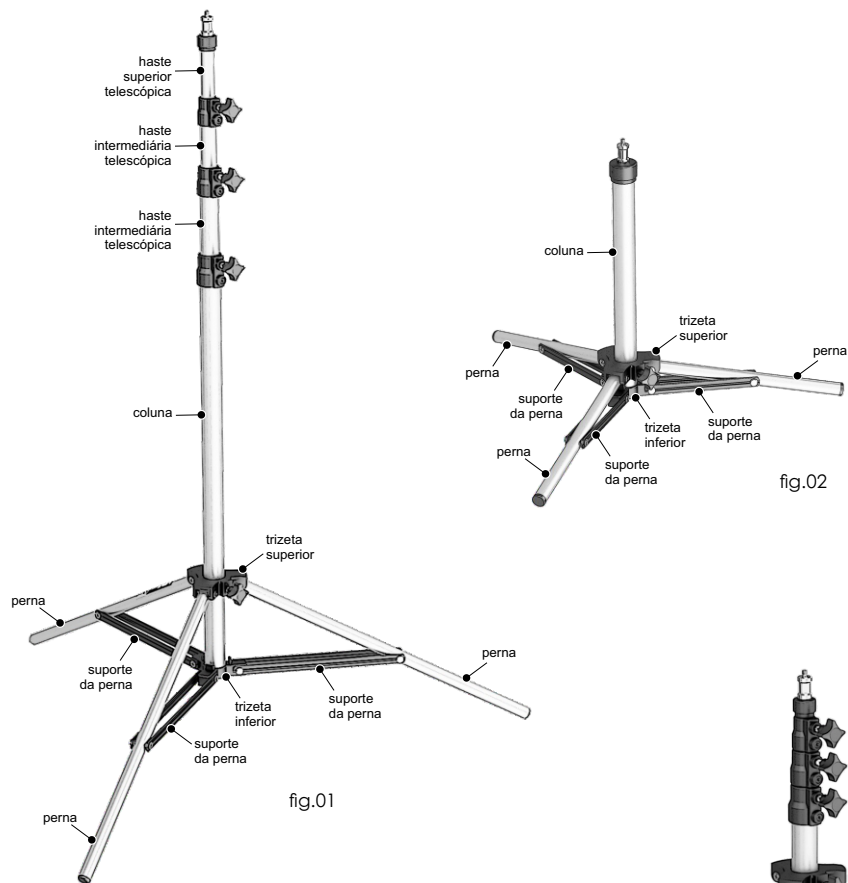 haste
superior
telescópica
haste
intermediária
telescópica
haste
intermediária
telescópica
coluna
trizeta
superior
perna
suporte
da perna
trizeta
inferior
suporte
da perna
perna
suporte
da perna
perna
fig.01
coluna
trizeta
superior
perna
perna
suporte
da perna
trizeta
inferior
suporte
da perna
perna
suporte
da perna
fig.02